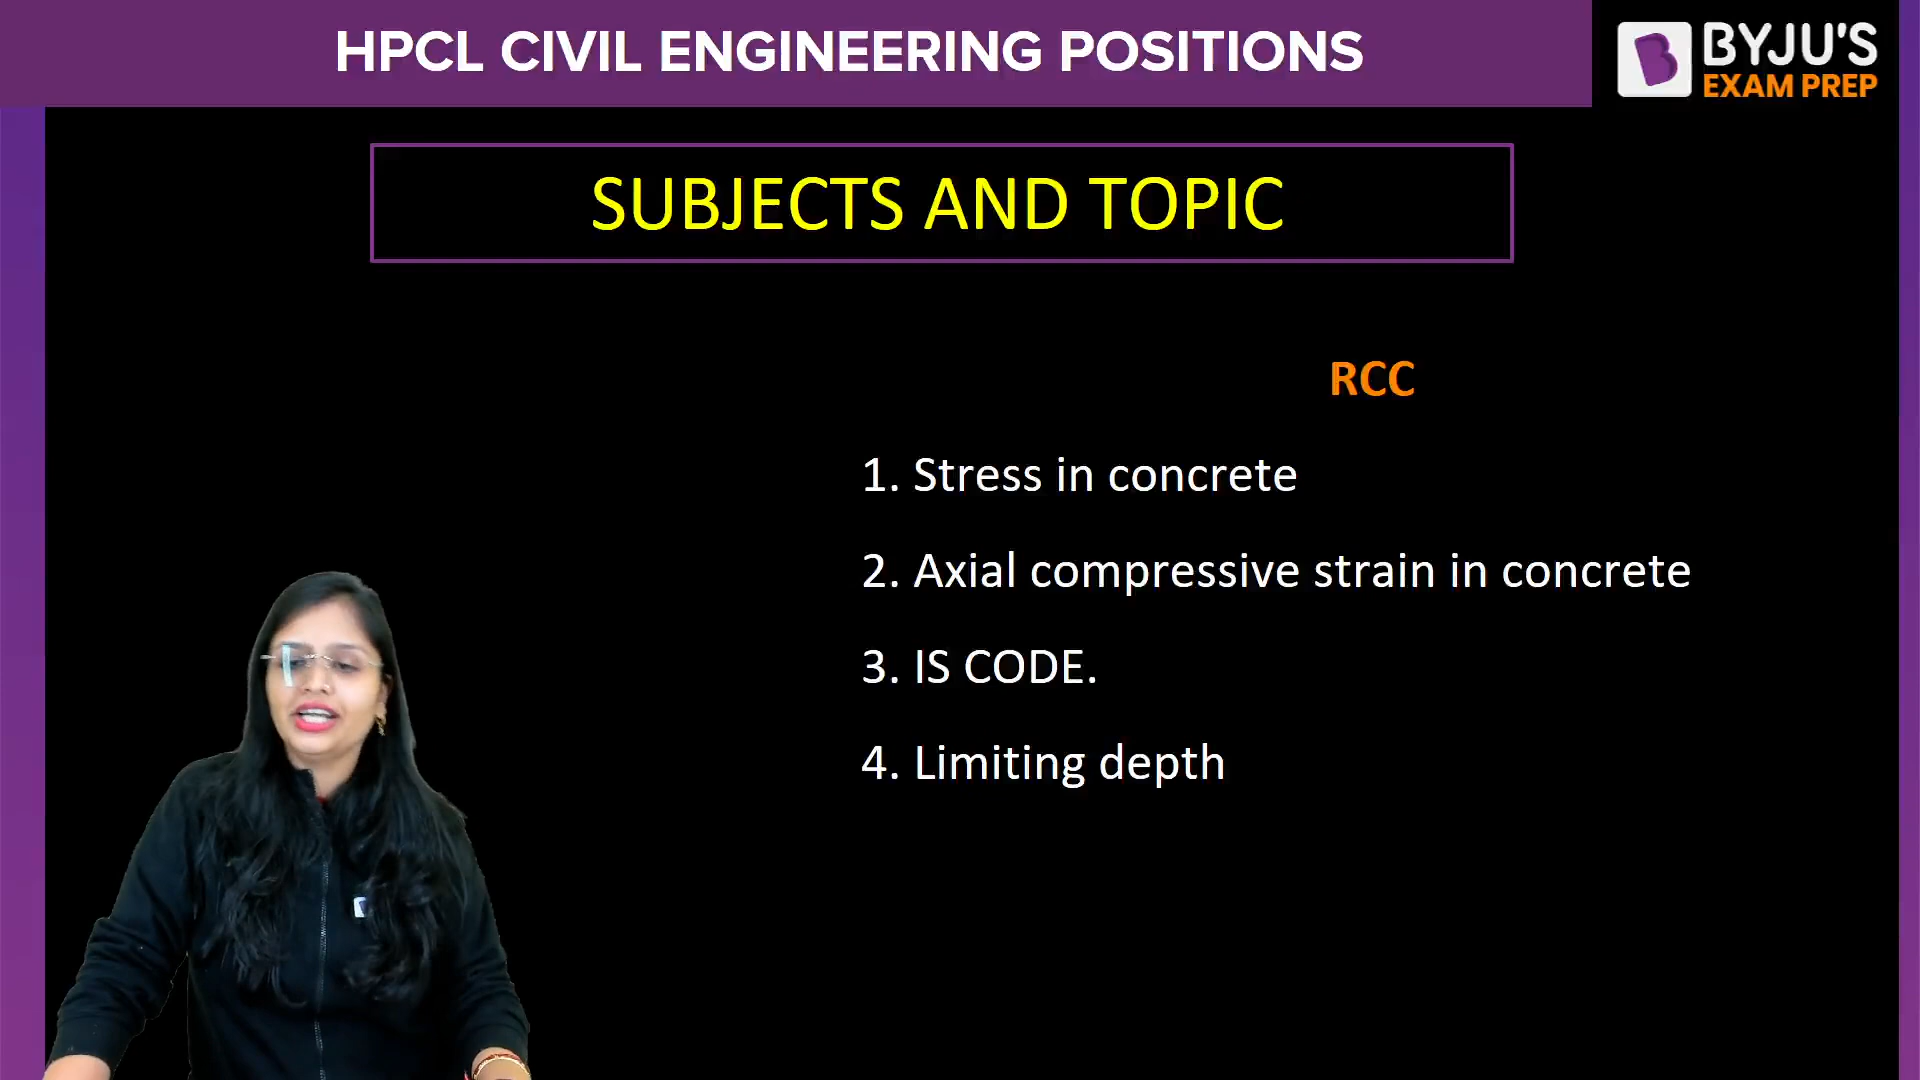 HPCL CIVIL ENGINEERING POSITIONS
BYJU'S
EXAM PREP
SUBJECTS AND TOPIC
RCC
1. Stress in concrete
2. Axial compressive strain in concrete
3. IS CODE.
4. Limiting depth